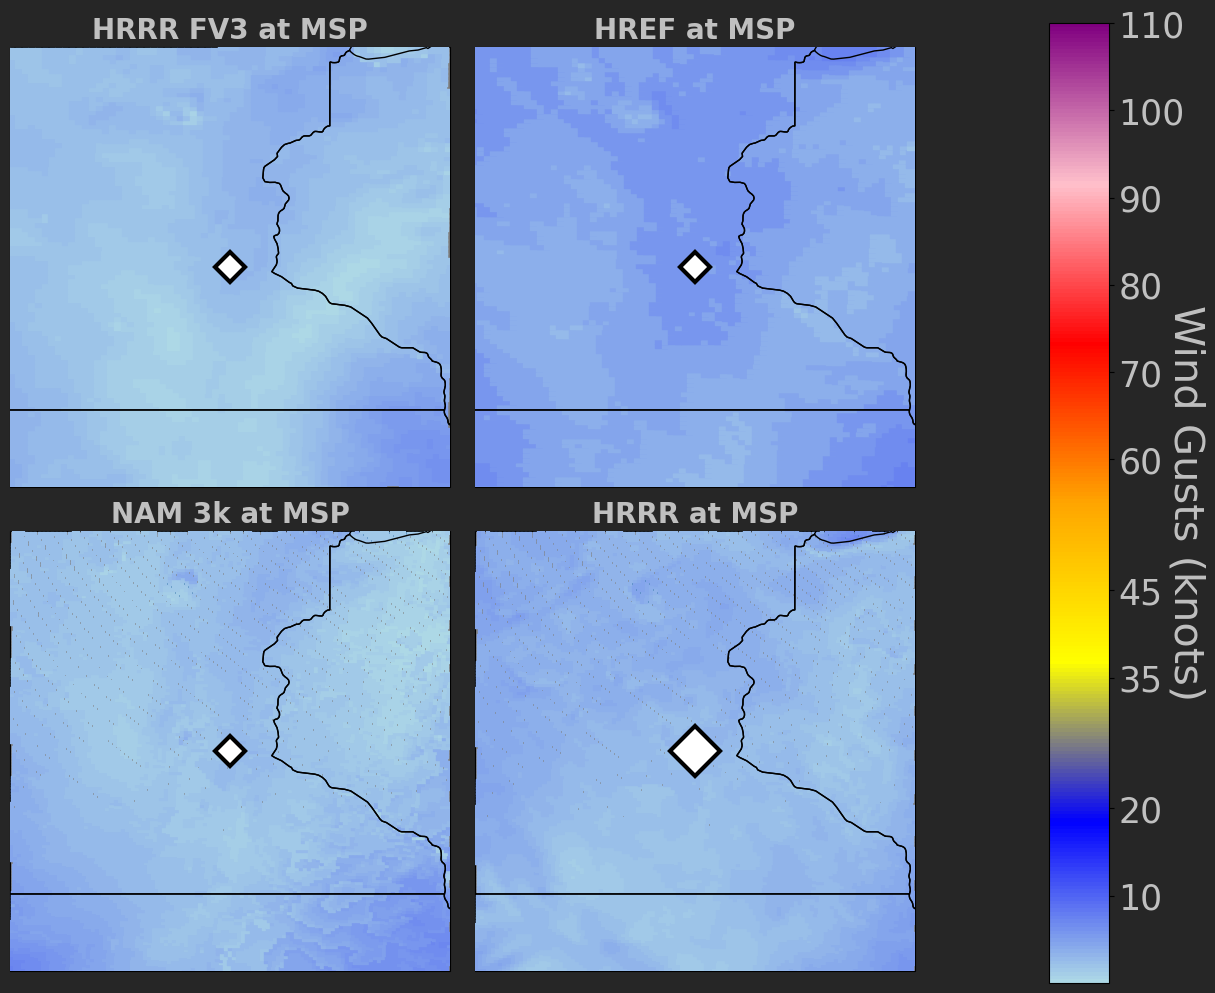 HRRR FV3 at MSP
HREF at MSP
NAM 3k at MSP
HRRR at MSP
110
100
90
80
70
60
45
35
20
10
Wind Gusts (knots)